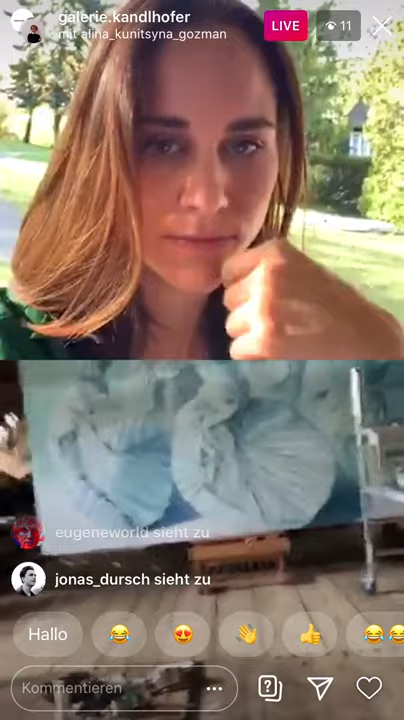 galerie.kandlhofer
mit alina_kunitsyna_gozman
LIVE
11
eugeneworld sieht zu
jonas_dursch sieht zu
Hallo
Kommentieren